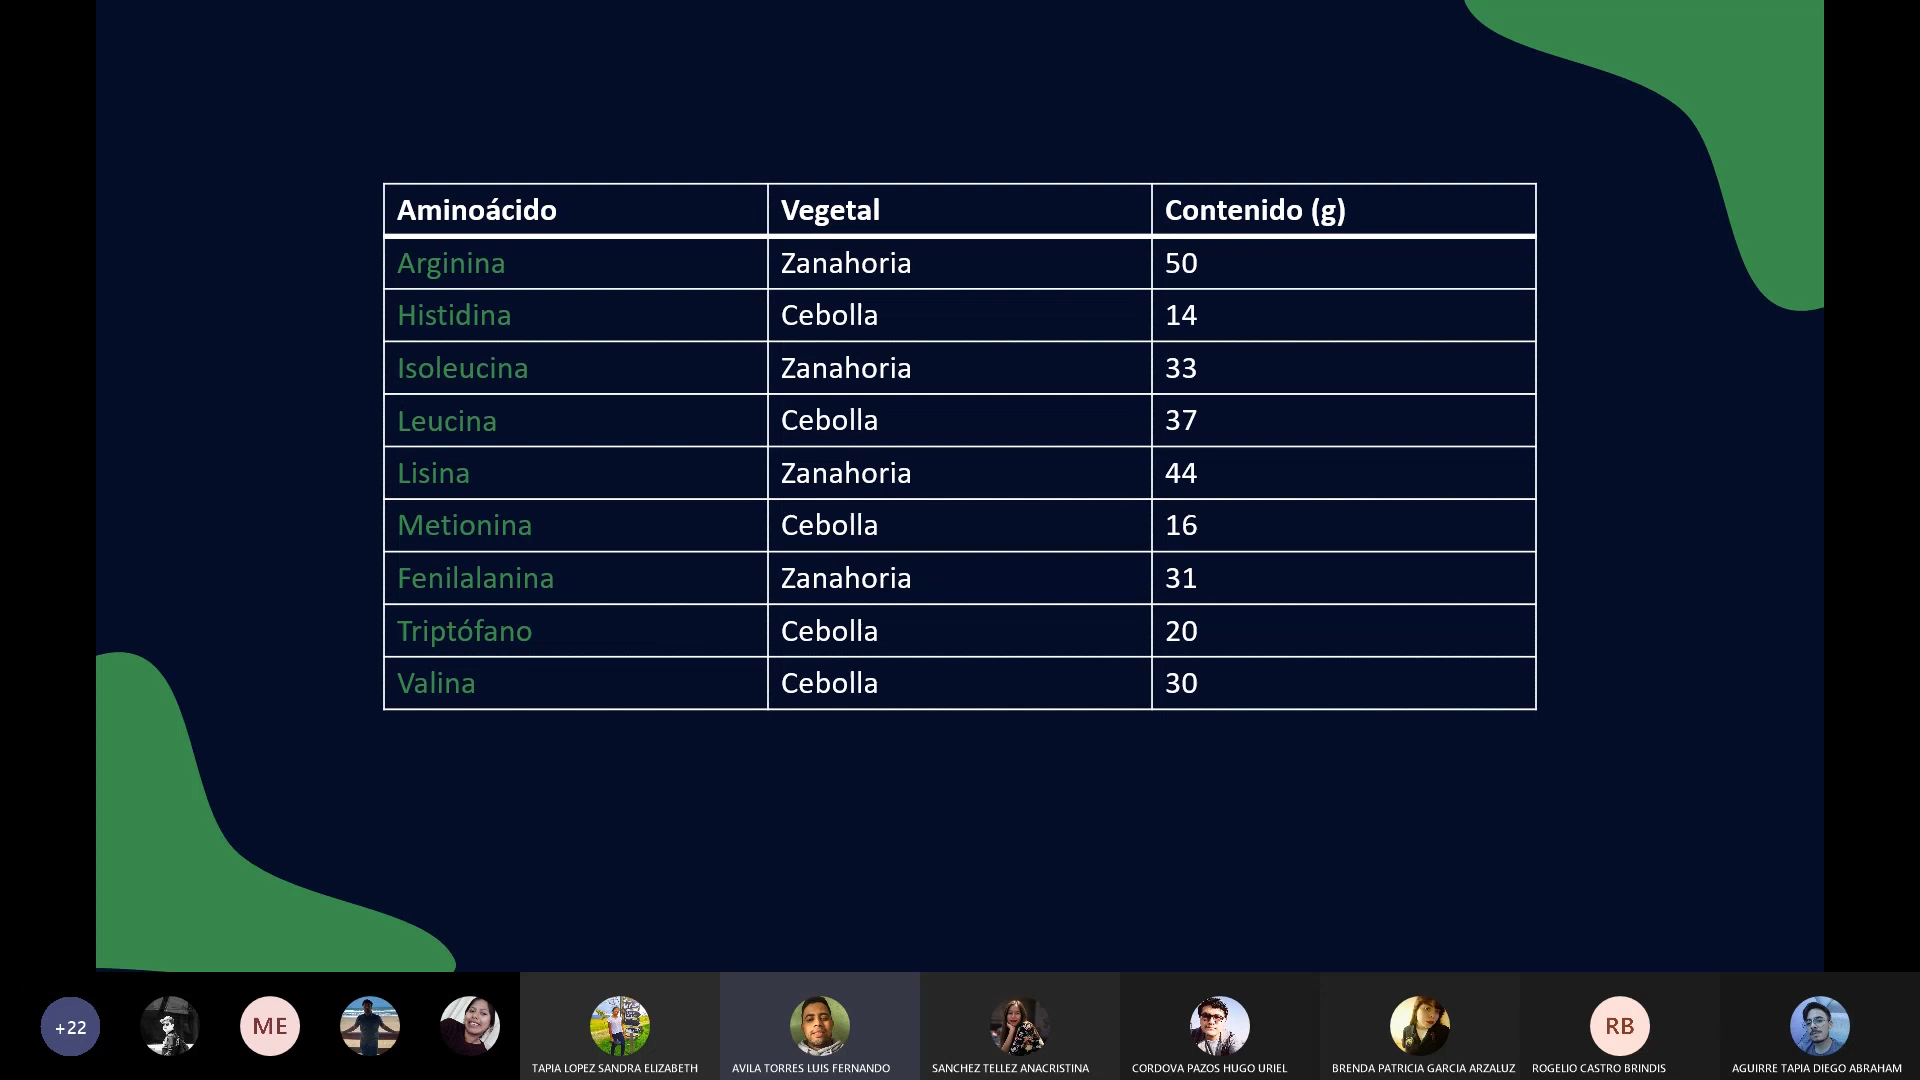 Aminoácido Vegetal Contenido (g)
Arginina Zanahoria 50
Histidina Cebolla 14
Isoleucina Zanahoria 33
Leucina Cebolla 37
Lisina Zanahoria 44
Metionina Cebolla 16
Fenilalanina Zanahoria 31
Triptófano Cebolla 20
Valina Cebolla 30
+22
ME
RB
TAPIA LOPEZ SANDRA ELIZABETH
AVILA TORRES LUIS FERNANDO
SANCHEZ TELLEZ ANACRISTINA
CORDOVA PAZOS HUGO URIEL
BRENDA PATRICIA GARCIA ARZALUZ
ROGELIO CASTRO BRINDIS
AGUIRRE TAPIA DIEGO ABRAHAM